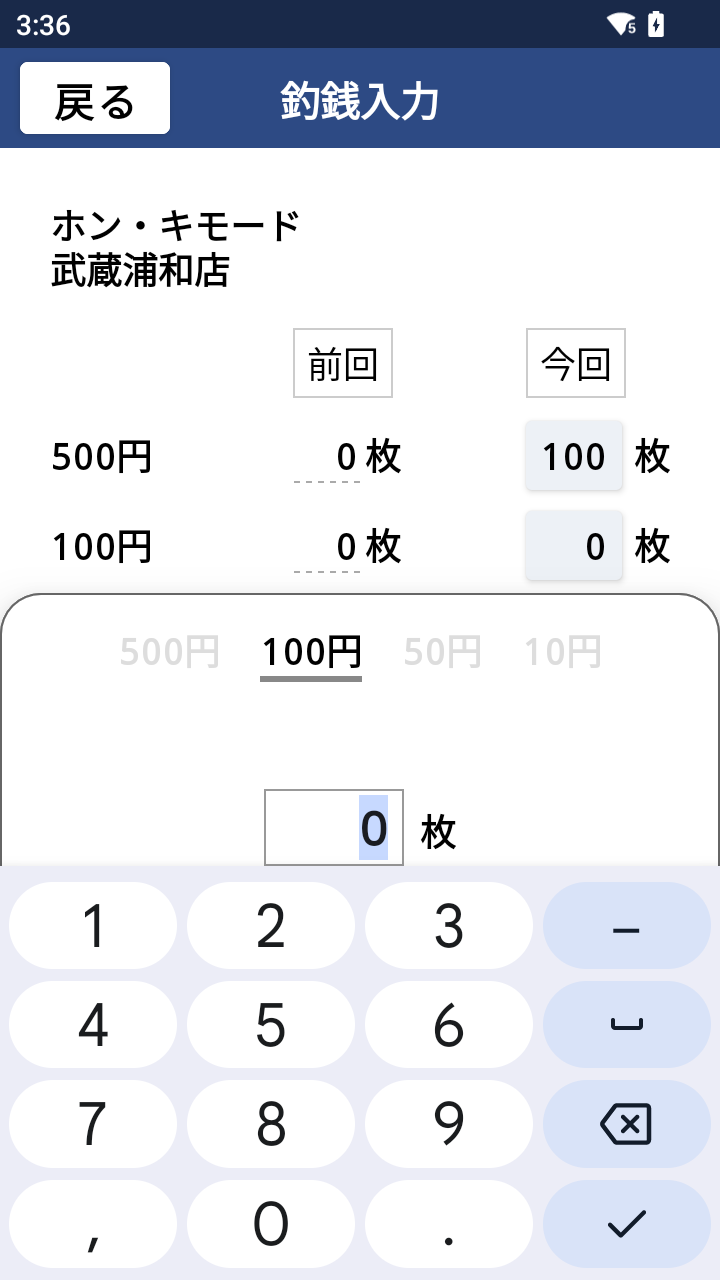 3:36
5
戻る
釣銭入力
ホン・キモード
武蔵浦和店
前回 今回
500円 0 枚 100 枚
100円 0 枚 0 枚
500円 100円 50円 10円
0 枚
1 2 3 –
4 5 6
7 8 9
, 0 .